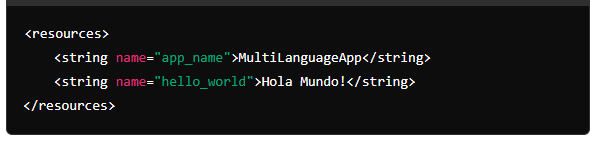 <resources>
    <string name="app_name">MultiLanguageApp</string>
    <string name="hello_world">Hola Mundo!</string>
</resources>